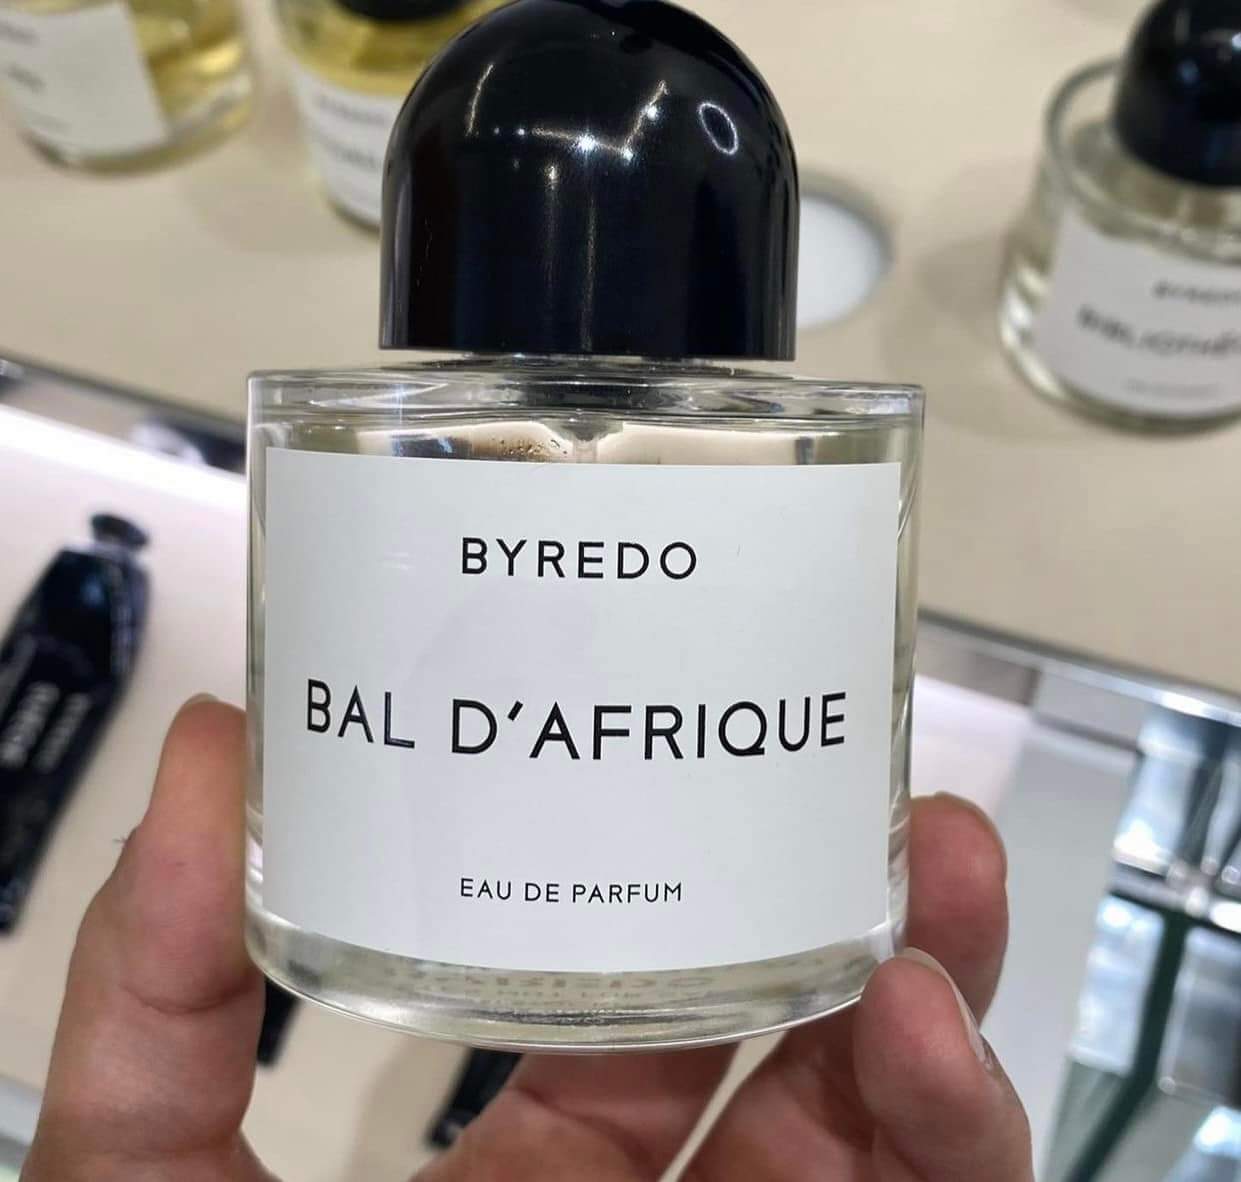 BYREDO
BAL D'AFRIQUE
EAU DE PARFUM